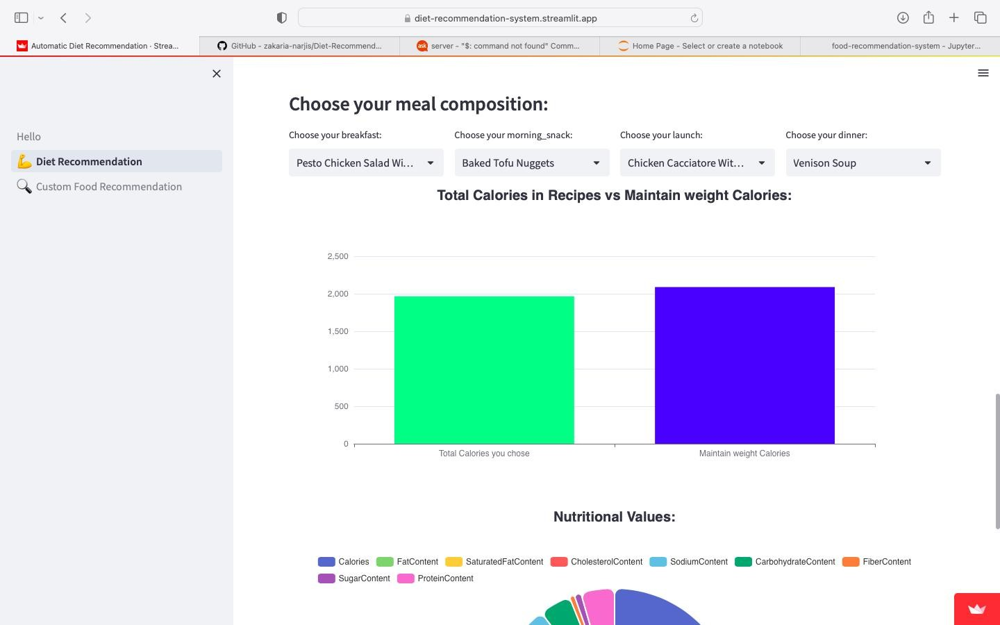 diet-recommendation-system.streamlit.app
Automatic Diet Recommendation · Strea...
GitHub - zakaria-narjis/Diet-Recommend...
ask
server - "$: command not found" Comm...
Home Page - Select or create a notebook
food-recommendation-system - Jupyter...
Hello
Diet Recommendation
Custom Food Recommendation
Choose your meal composition:
Choose your breakfast:
Choose your morning_snack:
Choose your launch:
Choose your dinner:
Pesto Chicken Salad Wi...
Baked Tofu Nuggets
Chicken Cacciatore Wit...
Venison Soup
Total Calories in Recipes vs Maintain weight Calories:
2,500
2,000
1,500
1,000
500
0
Total Calories you chose
Maintain weight Calories
Nutritional Values:
Calories FatContent SaturatedFatContent CholesterolContent SodiumContent CarbohydrateContent FiberContent
SugarContent ProteinContent